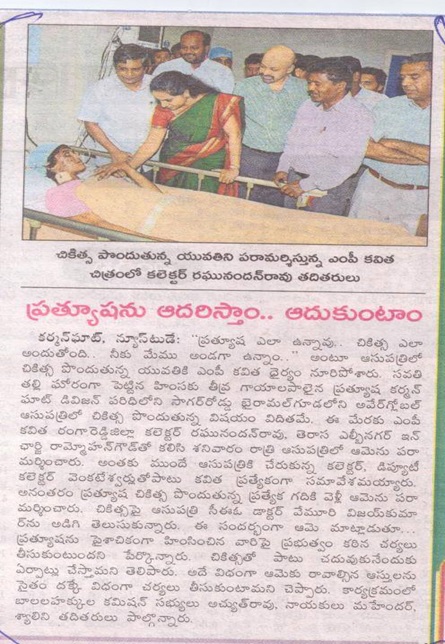 చికిత్స పొందుతున్న యువతిని పరామర్శిస్తున్న ఎంపీ కవిత
చిత్రంలో కలెక్టర్ రఘునందన్‌రావు తదితరులు
ప్రత్యూషను ఆదరిస్తాం.. ఆదుకుంటాం
కర్మన్‌ఘాట్, న్యూస్‌టుడే: "ప్రత్యూష ఎలా ఉన్నావు.. చికిత్స ఎలా
అందుతోంది.. నీకు మేము అండగా ఉన్నాం.." అంటూ ఆసుపత్రిలో
చికిత్స పొందుతున్న యువతికి ఎంపీ కవిత ధైర్యం నూరిపోశారు. సవతి
తల్లి ఘోరంగా పెట్టిన హింసకు తీవ్ర గాయాలపాలైన ప్రత్యూష కర్మన్
ఘాట్ డివిజన్ పరిధిలోని సాగర్‌రోడ్డు బైరామల్‌గూడలోని అవేర్‌గ్లోబల్
ఆసుపత్రిలో చికిత్స పొందుతున్న విషయం విదితమే. ఈ మేరకు ఎంపీ
కవిత రంగారెడ్డిజిల్లా కలెక్టర్ రఘునందన్‌రావు, తెరాస ఎల్బీనగర్ ఇన్
ఛార్జి రామ్మోహన్‌గౌడ్‌తో కలిసి శనివారం రాత్రి ఆసుపత్రిలో ఆమెను పరా
మర్శించారు. అంతకు ముందే ఆసుపత్రికి చేరుకున్న కలెక్టర్, డిప్యూటీ
కలెక్టర్ వెంకటేశ్వర్లుతోపాటు కవిత ప్రత్యేకంగా సమావేశమయ్యారు.
అనంతరం ప్రత్యూష చికిత్స పొందుతున్న ప్రత్యేక గదికి వెళ్లి ఆమెను పరా
మర్శించారు. చికిత్సపై ఆసుపత్రి సీఈఓ డాక్టర్ వేమూరి విజయ్‌కుమా
ర్‌ను అడిగి తెలుసుకున్నారు. ఈ సందర్భంగా ఆమె మాట్లాడుతూ...
ప్రత్యూషను పైశాచికంగా హింసించిన వారిపై ప్రభుత్వం కఠిన చర్యలు
తీసుకుంటుందని పేర్కొన్నారు. చికిత్సతో పాటు చదువుకునేందుకు
ఏర్పాట్లు చేస్తామని తెలిపారు. అదే విధంగా ఆమెకు రావాల్సిన ఆస్తులను
సైతం దక్కే విధంగా చర్యలు తీసుకుంటామని చెప్పారు. కార్యక్రమంలో
బాలలహక్కుల కమిషన్ సభ్యులు అచ్యుత్‌రావు, నాయకులు మహేందర్,
శ్యాలిని తదితరులు పాల్గొన్నారు.